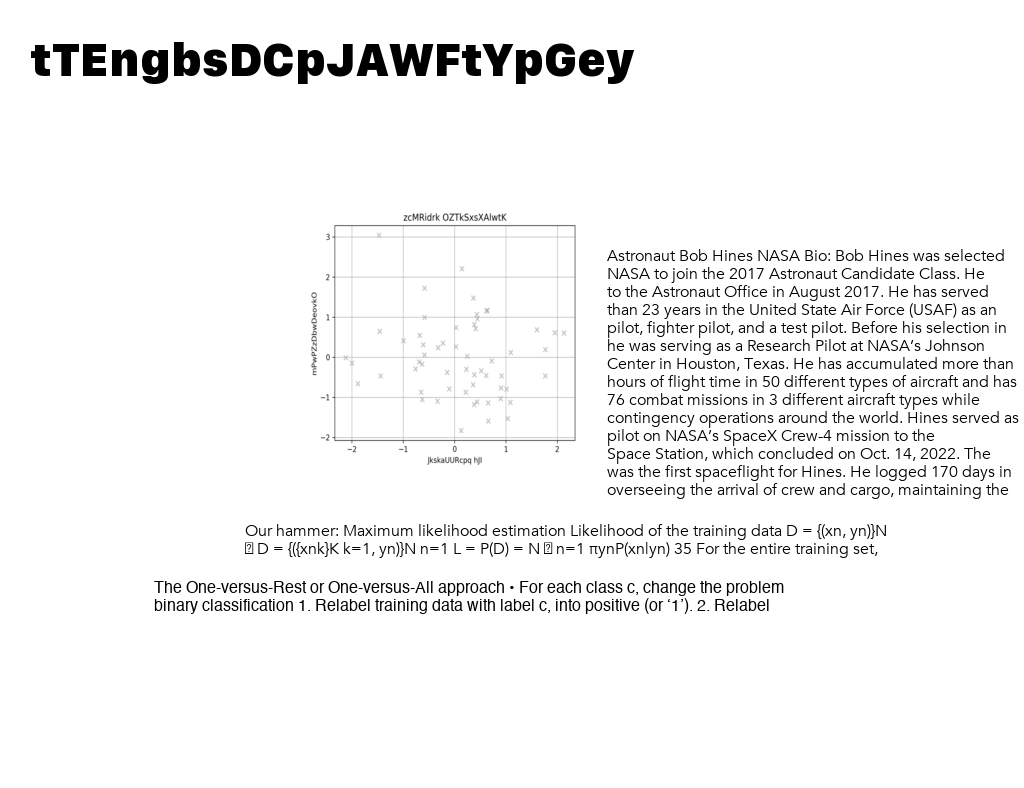 tTEngbsDCpJAWFtYpGey
zcMRidrk OZTkSxsXAlwtK
3
2
1
0
−1
−2
mPwPZzDbwDeovkO
−2 −1 0 1 2
JkskaUURcpq hJl
Astronaut Bob Hines NASA Bio: Bob Hines was selected
NASA to join the 2017 Astronaut Candidate Class. He
to the Astronaut Office in August 2017. He has served
than 23 years in the United State Air Force (USAF) as an
pilot, fighter pilot, and a test pilot. Before his selection in
he was serving as a Research Pilot at NASA’s Johnson
Center in Houston, Texas. He has accumulated more than
hours of flight time in 50 different types of aircraft and has
76 combat missions in 3 different aircraft types while
contingency operations around the world. Hines served as
pilot on NASA’s SpaceX Crew-4 mission to the
Space Station, which concluded on Oct. 14, 2022. The
was the first spaceflight for Hines. He logged 170 days in
overseeing the arrival of crew and cargo, maintaining the
Our hammer: Maximum likelihood estimation Likelihood of the training data D = {(xn, yn)}N
D = {({xnk}K k=1, yn)}N n=1 L = P(D) = N n=1 πynP(xnlyn) 35 For the entire training set,
The One-versus-Rest or One-versus-All approach • For each class c, change the problem
binary classification 1. Relabel training data with label c, into positive (or ‘1’). 2. Relabel